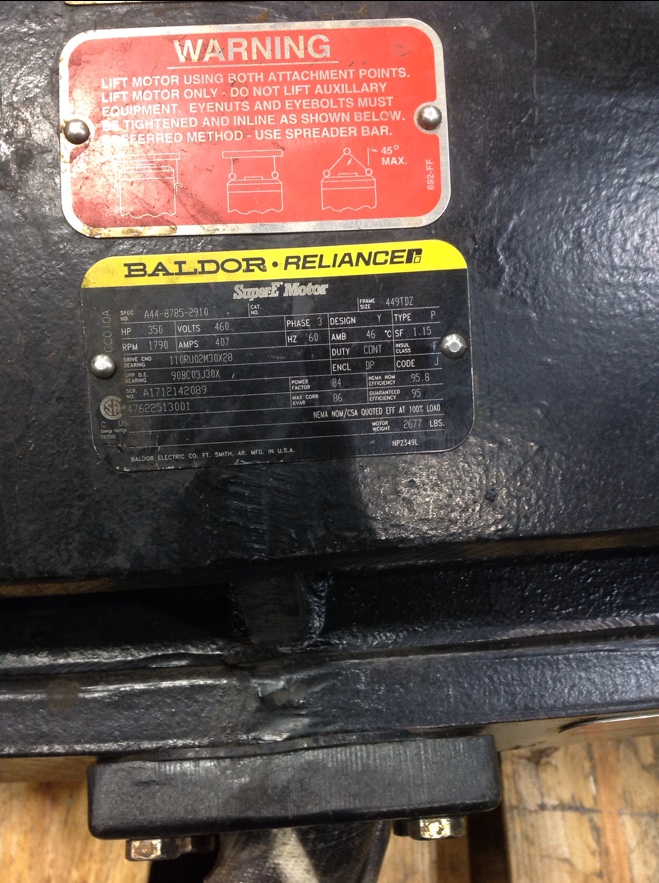 WARNING
LIFT MOTOR USING BOTH ATTACHMENT POINTS.
LIFT MOTOR ONLY - DO NOT LIFT AUXILLARY
EQUIPMENT. EYENUTS AND EYEBOLTS MUST
BE TIGHTENED AND INLINE AS SHOWN BELOW.
PREFERRED METHOD - USE SPREADER BAR.
45° MAX.
692-FF
BALDOR • RELIANCE
Super-E Motor
SPEC. NO. A44-8785-2910 CAT. NO. FRAME SIZE 449TDZ
HP 350 VOLTS 460 PHASE 3 DESIGN Y TYPE P
RPM 1790 AMPS 407 HZ 60 AMB 46 °C SF 1.15
DRIVE END BEARING 110RU02M30X28 DUTY CONT INSUL CLASS F
OPP D.E. BEARING 90BC03J30X ENCL DP CODE J
SER. NO. A1712142089 POWER FACTOR 84 NEMA NOM EFFICIENCY 95.8
47622513001 MAX CORR KVAR 86 GUARANTEED EFFICIENCY 95
NEMA NOM/CSA QUOTED EFF AT 100% LOAD
C US
MOTOR WEIGHT 2677 LBS.
BALDOR ELECTRIC CO. FT. SMITH, AR. MFG. IN U.S.A.
NP2349L